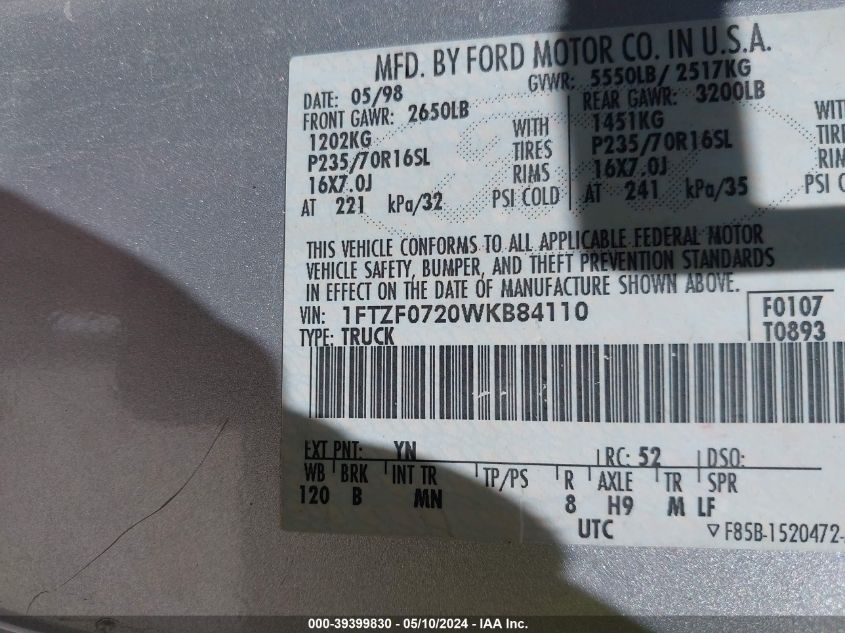 MFD. BY FORD MOTOR CO. IN U.S.A.
DATE: 05/98 GVWR: 5550LB/ 2517KG
FRONT GAWR: 2650LB REAR GAWR: 3200LB
1202KG WITH 1451KG WITH
P235/70R16SL TIRES P235/70R16SL TIRE
16X7.0J RIMS 16X7.0J RIM
AT 221 kPa/32 PSI COLD AT 241 kPa/35 PSI C
THIS VEHICLE CONFORMS TO ALL APPLICABLE FEDERAL MOTOR
VEHICLE SAFETY, BUMPER, AND THEFT PREVENTION STANDARDS
IN EFFECT ON THE DATE OF MANUFACTURE SHOWN ABOVE.
VIN: 1FTZF0720WKB84110 F0107
TYPE: TRUCK T0893
EXT PNT: YN RC: 52 DSO:
WB BRK INT TR TP/PS R AXLE TR SPR
120 B MN 8 H9 M LF
UTC ▽F85B-1520472-
000-39399830 - 05/10/2024 - IAA Inc.